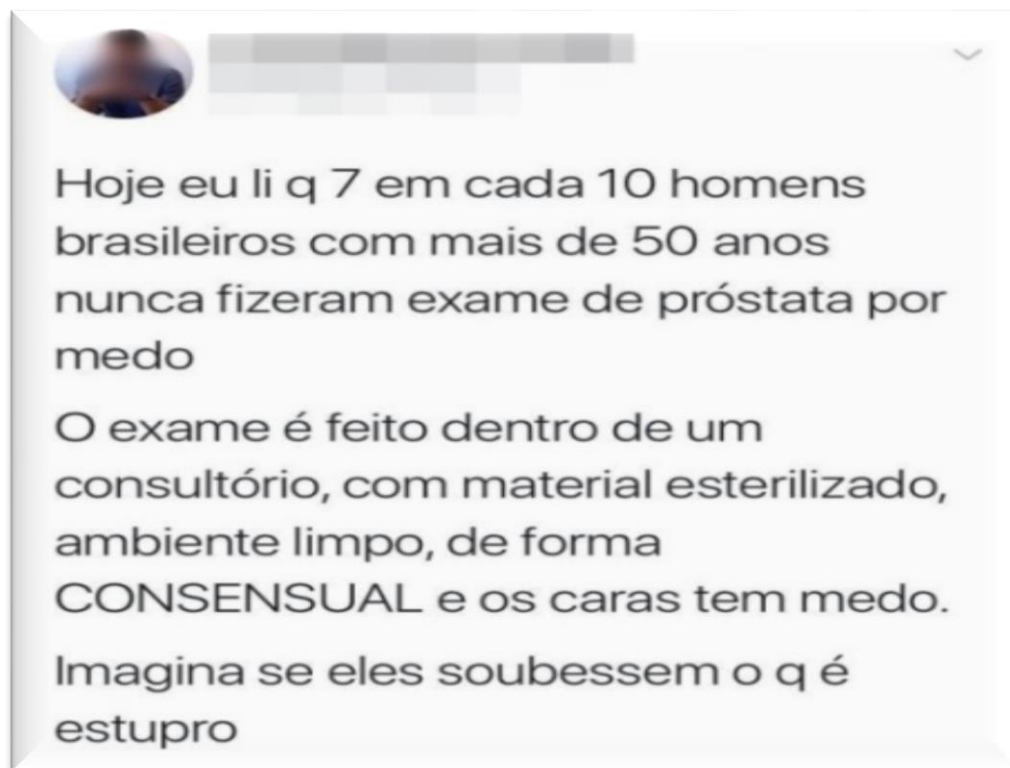 Hoje eu li q 7 em cada 10 homens
brasileiros com mais de 50 anos
nunca fizeram exame de próstata por
medo
O exame é feito dentro de um
consultório, com material esterilizado,
ambiente limpo, de forma
CONSENSUAL e os caras tem medo.
Imagina se eles soubessem o q é
estupro